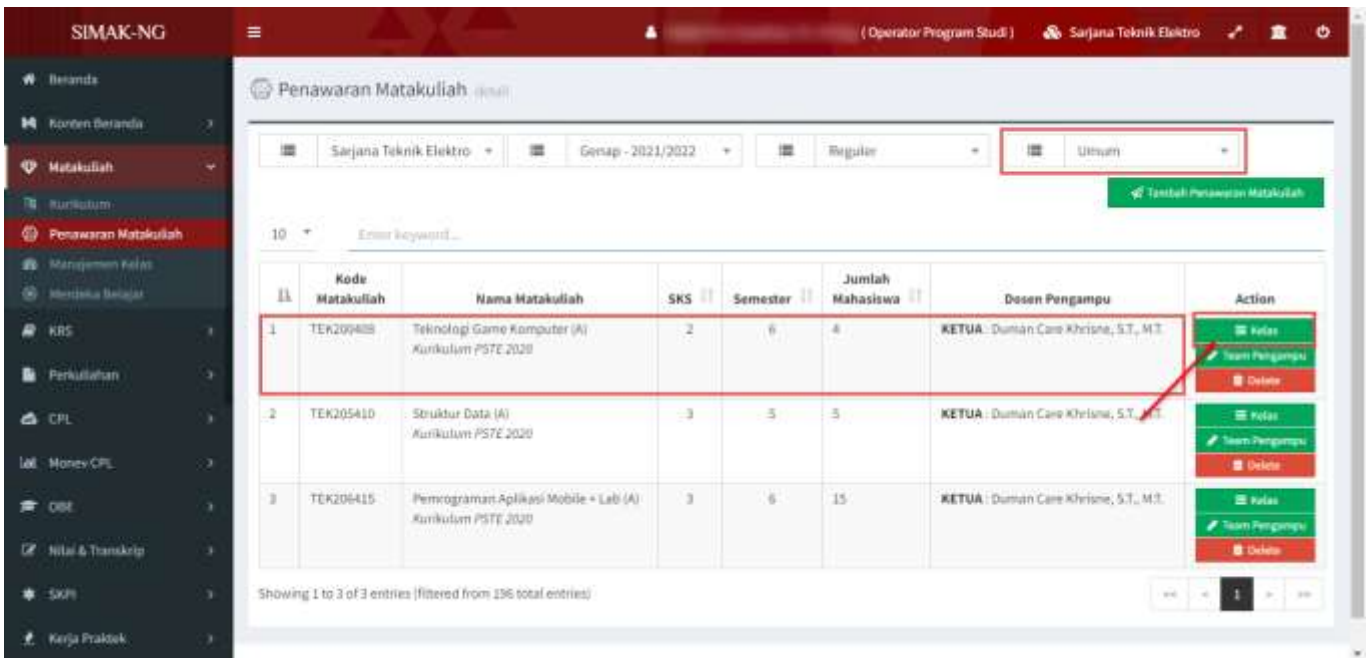 SIMAK-NG
( Operator Program Studi )
Sarjana Teknik Elektro
Beranda
Konten Beranda
Matakuliah
Kurikulum
Penawaran Matakuliah
Manajemen Kelas
Merdeka Belajar
KRS
Perkuliahan
CPL
Monev CPL
OBE
Nilai & Transkrip
SKPI
Kerja Praktek
Penawaran Matakuliah detail
Sarjana Teknik Elektro
Genap - 2021/2022
Reguler
Umum
Tambah Penawaran Matakuliah
10
Enter keyword...
Kode Matakuliah Nama Matakuliah SKS Semester Jumlah Mahasiswa Dosen Pengampu Action
1 Teknologi Game Komputer (A) 2 6 4 KETUA : Duman Care Khrisne, S.T., M.T. Kelas
Kurikulum PSTE 2020 Team Pengampu
Delete
2 TEK205410 Struktur Data (A) 3 5 5 KETUA : Duman Care Khrisne, S.T., M.T. Kelas
Kurikulum PSTE 2020 Team Pengampu
Delete
3 TEK206415 Pemrograman Aplikasi Mobile + Lab (A) 3 6 15 KETUA : Duman Care Khrisne, S.T., M.T. Kelas
Kurikulum PSTE 2020 Team Pengampu
Delete
Showing 1 to 3 of 3 entries (filtered from total entries)
<< < 1 > >>